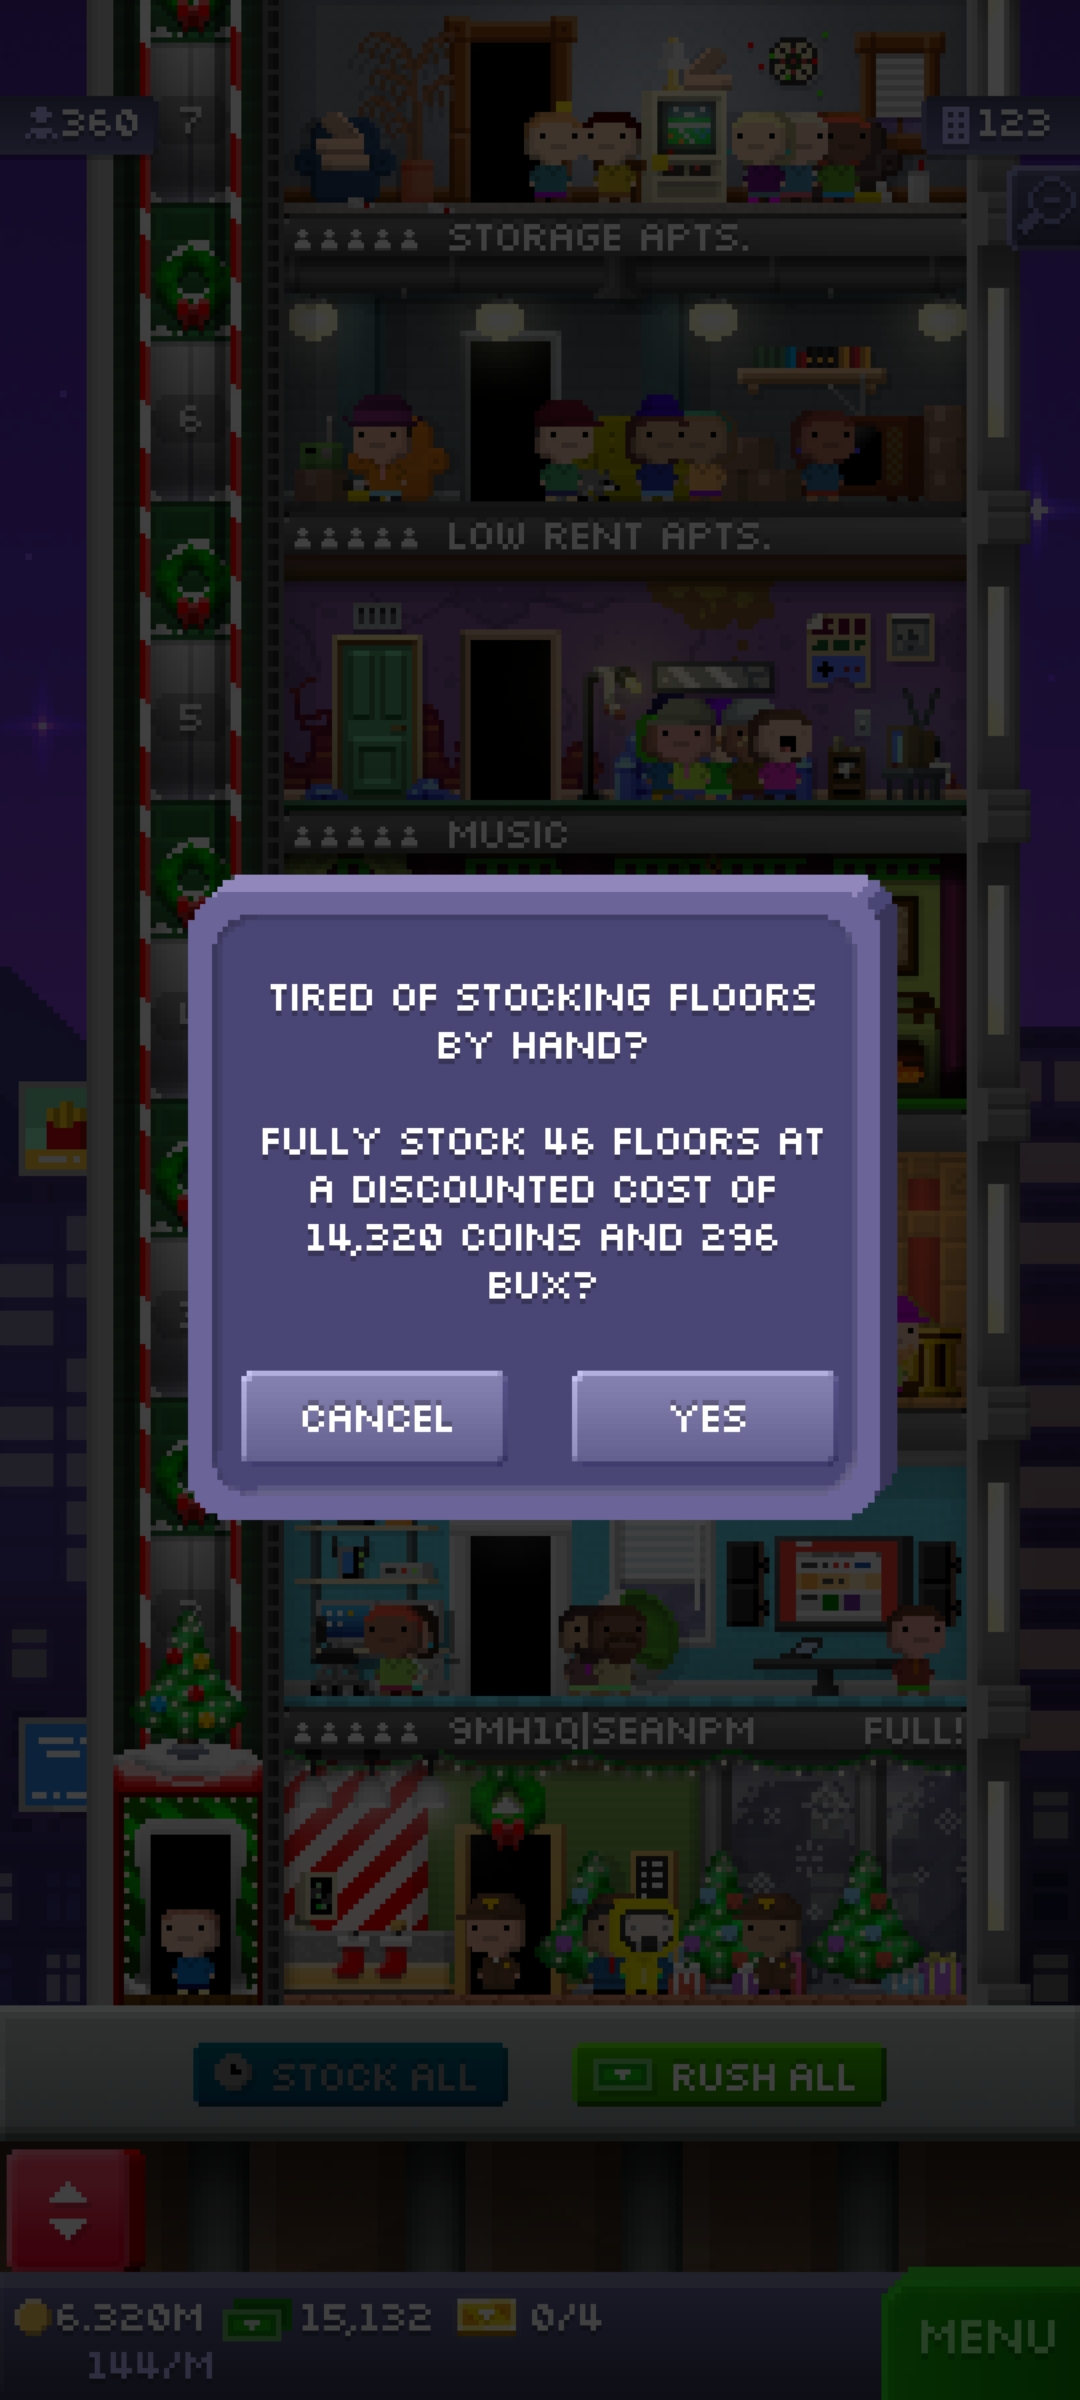 7
360
123
STORAGE APTS.
6
LOW RENT APTS.
5
MUSIC
TIRED OF STOCKING FLOORS
BY HAND?
FULLY STOCK 46 FLOORS AT
A DISCOUNTED COST OF
14,320 COINS AND 296
BUX?
CANCEL
YES
9MH1Q|SEANPM
FULL!
STOCK ALL
RUSH ALL
6.320M
15,132
0/4
144/M
MENU